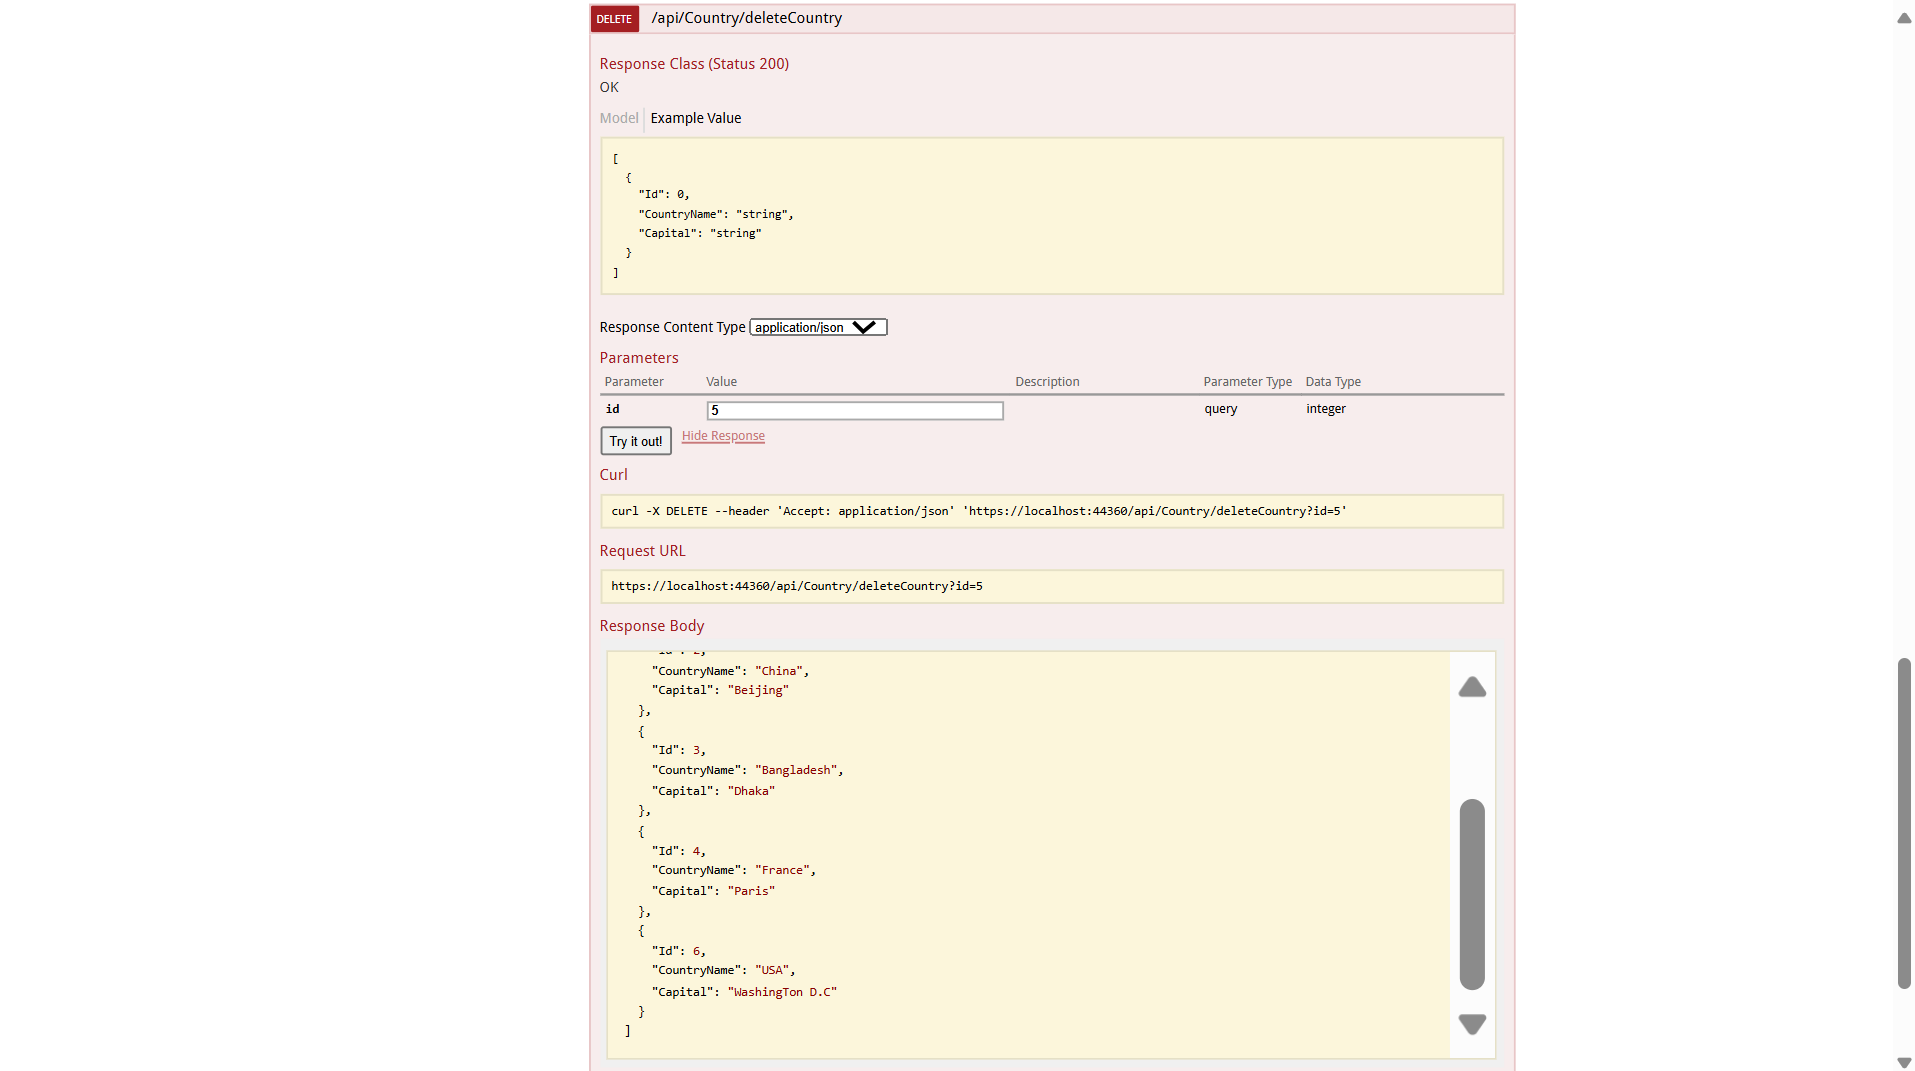 DELETE /api/Country/deleteCountry
Response Class (Status 200)
OK
Model Example Value
[
{
"Id": 0,
"CountryName": "string",
"Capital": "string"
}
]
Response Content Type application/json
Parameters
Parameter Value Description Parameter Type Data Type
id 5 query integer
Try it out! Hide Response
Curl
curl -X DELETE --header 'Accept: application/json' 'https://localhost:44360/api/Country/deleteCountry?id=5'
Request URL
https://localhost:44360/api/Country/deleteCountry?id=5
Response Body
"Id": 2,
"CountryName": "China",
"Capital": "Beijing"
},
{
"Id": 3,
"CountryName": "Bangladesh",
"Capital": "Dhaka"
},
{
"Id": 4,
"CountryName": "France",
"Capital": "Paris"
},
{
"Id": 6,
"CountryName": "USA",
"Capital": "WashingTon D.C"
}
]